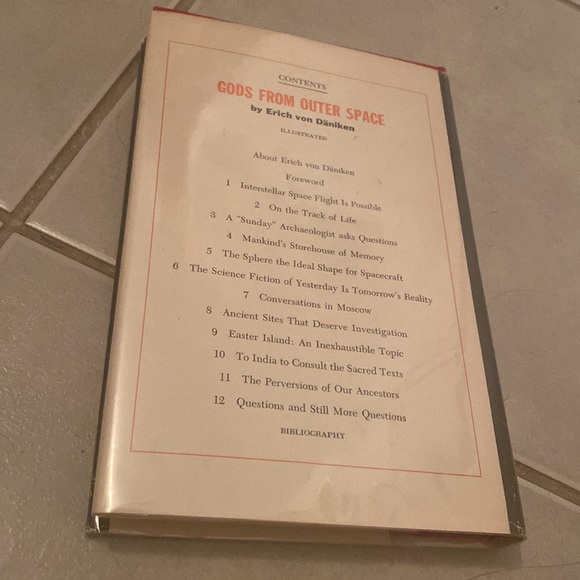 CONTENTS
GODS FROM OUTER SPACE
by Erich von Däniken
ILLUSTRATED
About Erich von Däniken
Foreword
1 Interstellar Space Flight Is Possible
2 On the Track of Life
3 A "Sunday" Archaeologist asks Questions
4 Mankind's Storehouse of Memory
5 The Sphere the Ideal Shape for Spacecraft
6 The Science Fiction of Yesterday Is Tomorrow's Reality
7 Conversations in Moscow
8 Ancient Sites That Deserve Investigation
9 Easter Island: An Inexhaustible Topic
10 To India to Consult the Sacred Texts
11 The Perversions of Our Ancestors
12 Questions and Still More Questions
BIBLIOGRAPHY